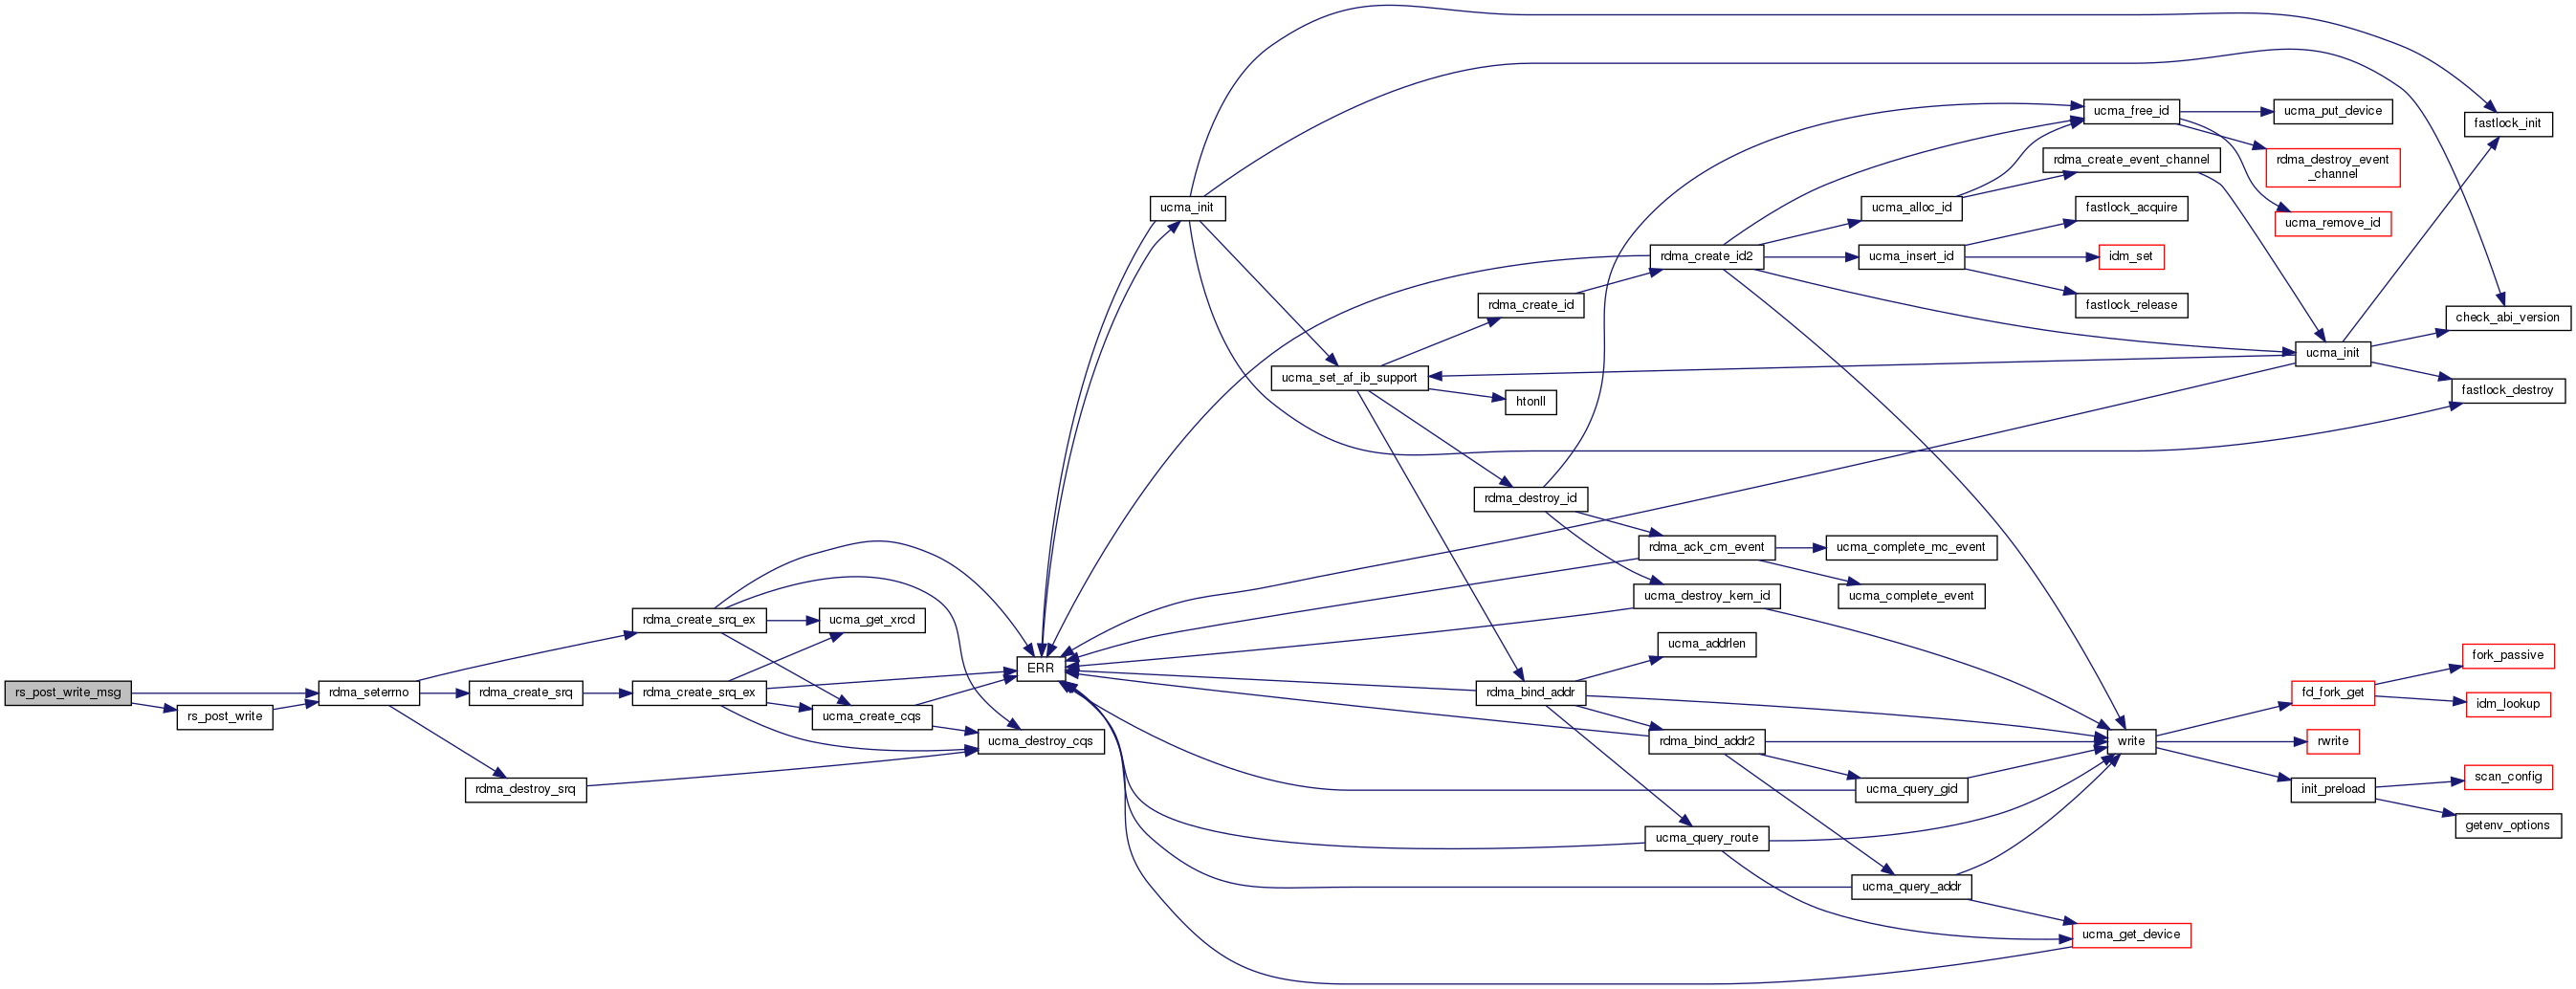 rs_post_write_msg
rs_post_write
rdma_seterrno
rdma_create_srq
rdma_destroy_srq
rdma_create_srq_ex
rdma_create_srq_ex
ucma_get_xrcd
ucma_create_cqs
ERR
ucma_destroy_cqs
ucma_init
ucma_set_af_ib_support
rdma_create_id
htonll
rdma_destroy_id
rdma_bind_addr
rdma_create_id2
rdma_ack_cm_event
ucma_destroy_kern_id
ucma_addrlen
rdma_bind_addr2
ucma_query_route
ucma_alloc_id
ucma_insert_id
ucma_complete_mc_event
ucma_complete_event
ucma_query_gid
ucma_query_addr
ucma_free_id
rdma_create_event_channel
fastlock_acquire
idm_set
fastlock_release
write
ucma_get_device
ucma_put_device
rdma_destroy_event
_channel
ucma_remove_id
ucma_init
fd_fork_get
rwrite
init_preload
fastlock_init
check_abi_version
fastlock_destroy
fork_passive
idm_lookup
scan_config
getenv_options